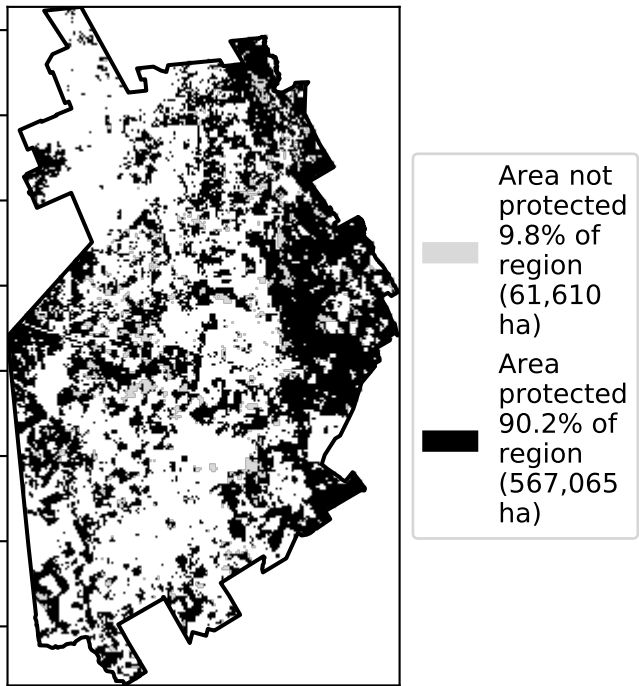 Area not
protected
9.8% of
region
(61,610
ha)
Area
protected
90.2% of
region
(567,065
ha)